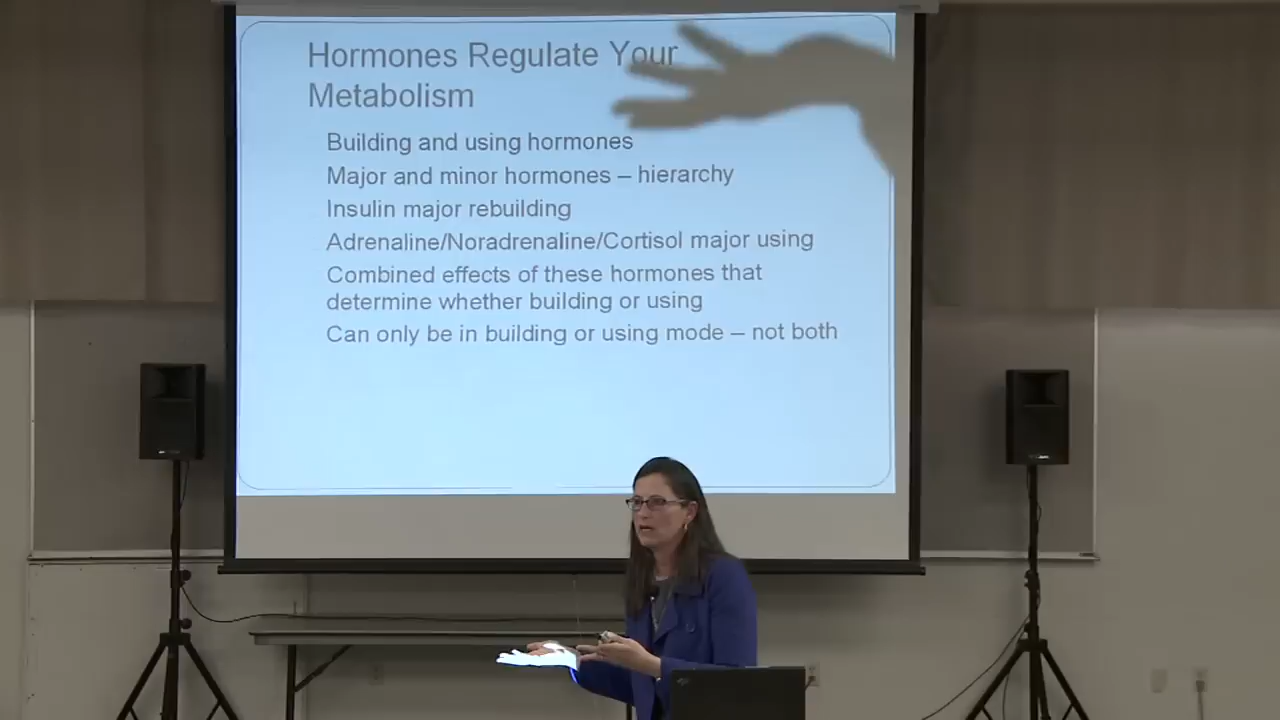 Hormones Regulate Your
Metabolism
Building and using hormones
Major and minor hormones – hierarchy
Insulin major rebuilding
Adrenaline/Noradrenaline/Cortisol major using
Combined effects of these hormones that
determine whether building or using
Can only be in building or using mode – not both